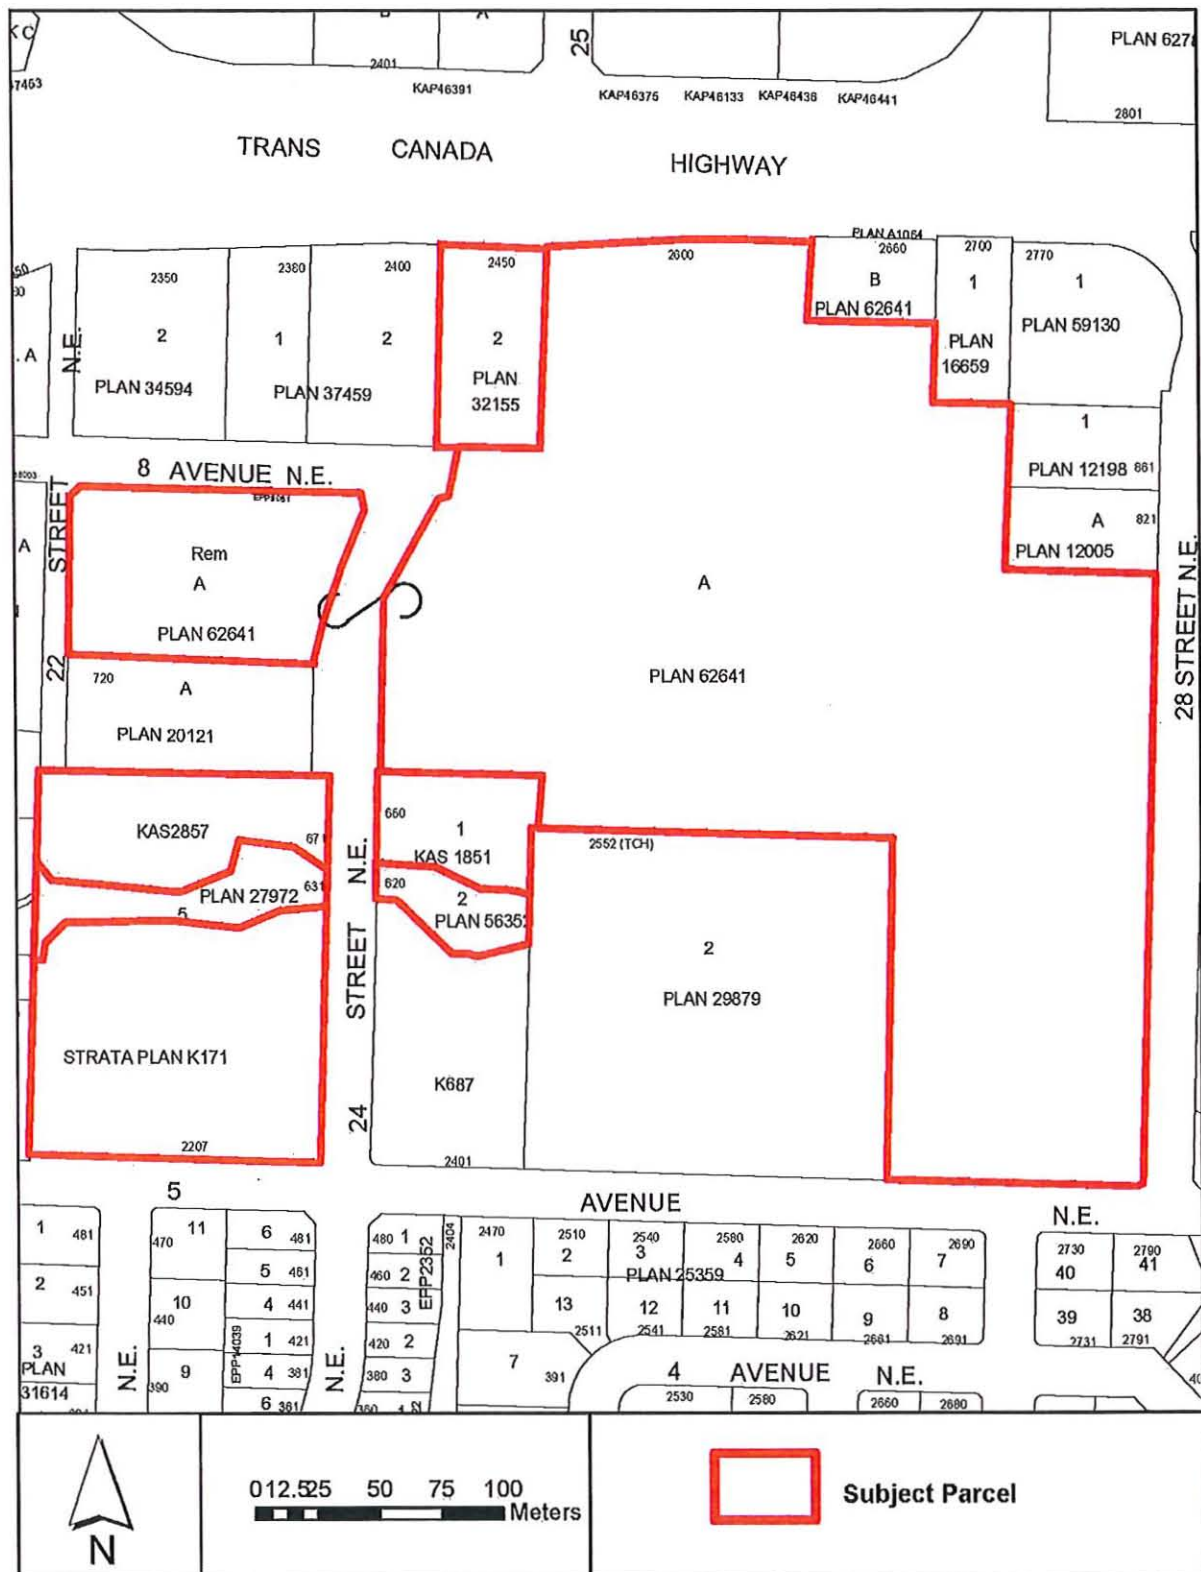 2401
KAP46391
25
KAP46375 KAP46133 KAP46436 KAP46441
2801
TRANS CANADA HIGHWAY
2350
2
PLAN 34594
2380
1
2400
2
PLAN 37459
2450
2
PLAN
32155
2600
PLAN A1064
2660
B
PLAN 62641
2700
1
PLAN
16659
2770
1
PLAN 59130
1
PLAN 12198 861
A 821
PLAN 12005
28 STREET N.E.
A
N.E.
8 AVENUE N.E.
STREET
22
A
Rem
A
PLAN 62641
720
A
PLAN 20121
A
PLAN 62641
KAS2857
PLAN 27972
631
5
STRATA PLAN K171
2207
STREET N.E.
24
660
1
KAS 1851
620
2
2552 (TCH)
2
PLAN 29879
K687
2401
5 AVENUE N.E.
1 481
2 451
3 421
PLAN
31614
N.E.
11
470
10
440
9
390
6 481
5 461
4 441
1 421
4 381
6 361
EPP14039
N.E.
480 1
460 2
440 3
420 2
380 3
EPP2352
2404
2470
1
2510
2
2540
3
2580
4
2620
5
2660
6
2690
7
PLAN 25359
13
2511
12
2541
11
2581
10
2621
9
2661
8
2691
7
391
2730
40
2790
41
39
2731
38
2791
4 AVENUE N.E.
2530
2580
2660
2680
N
0 12.5 25 50 75 100
Meters
Subject Parcel